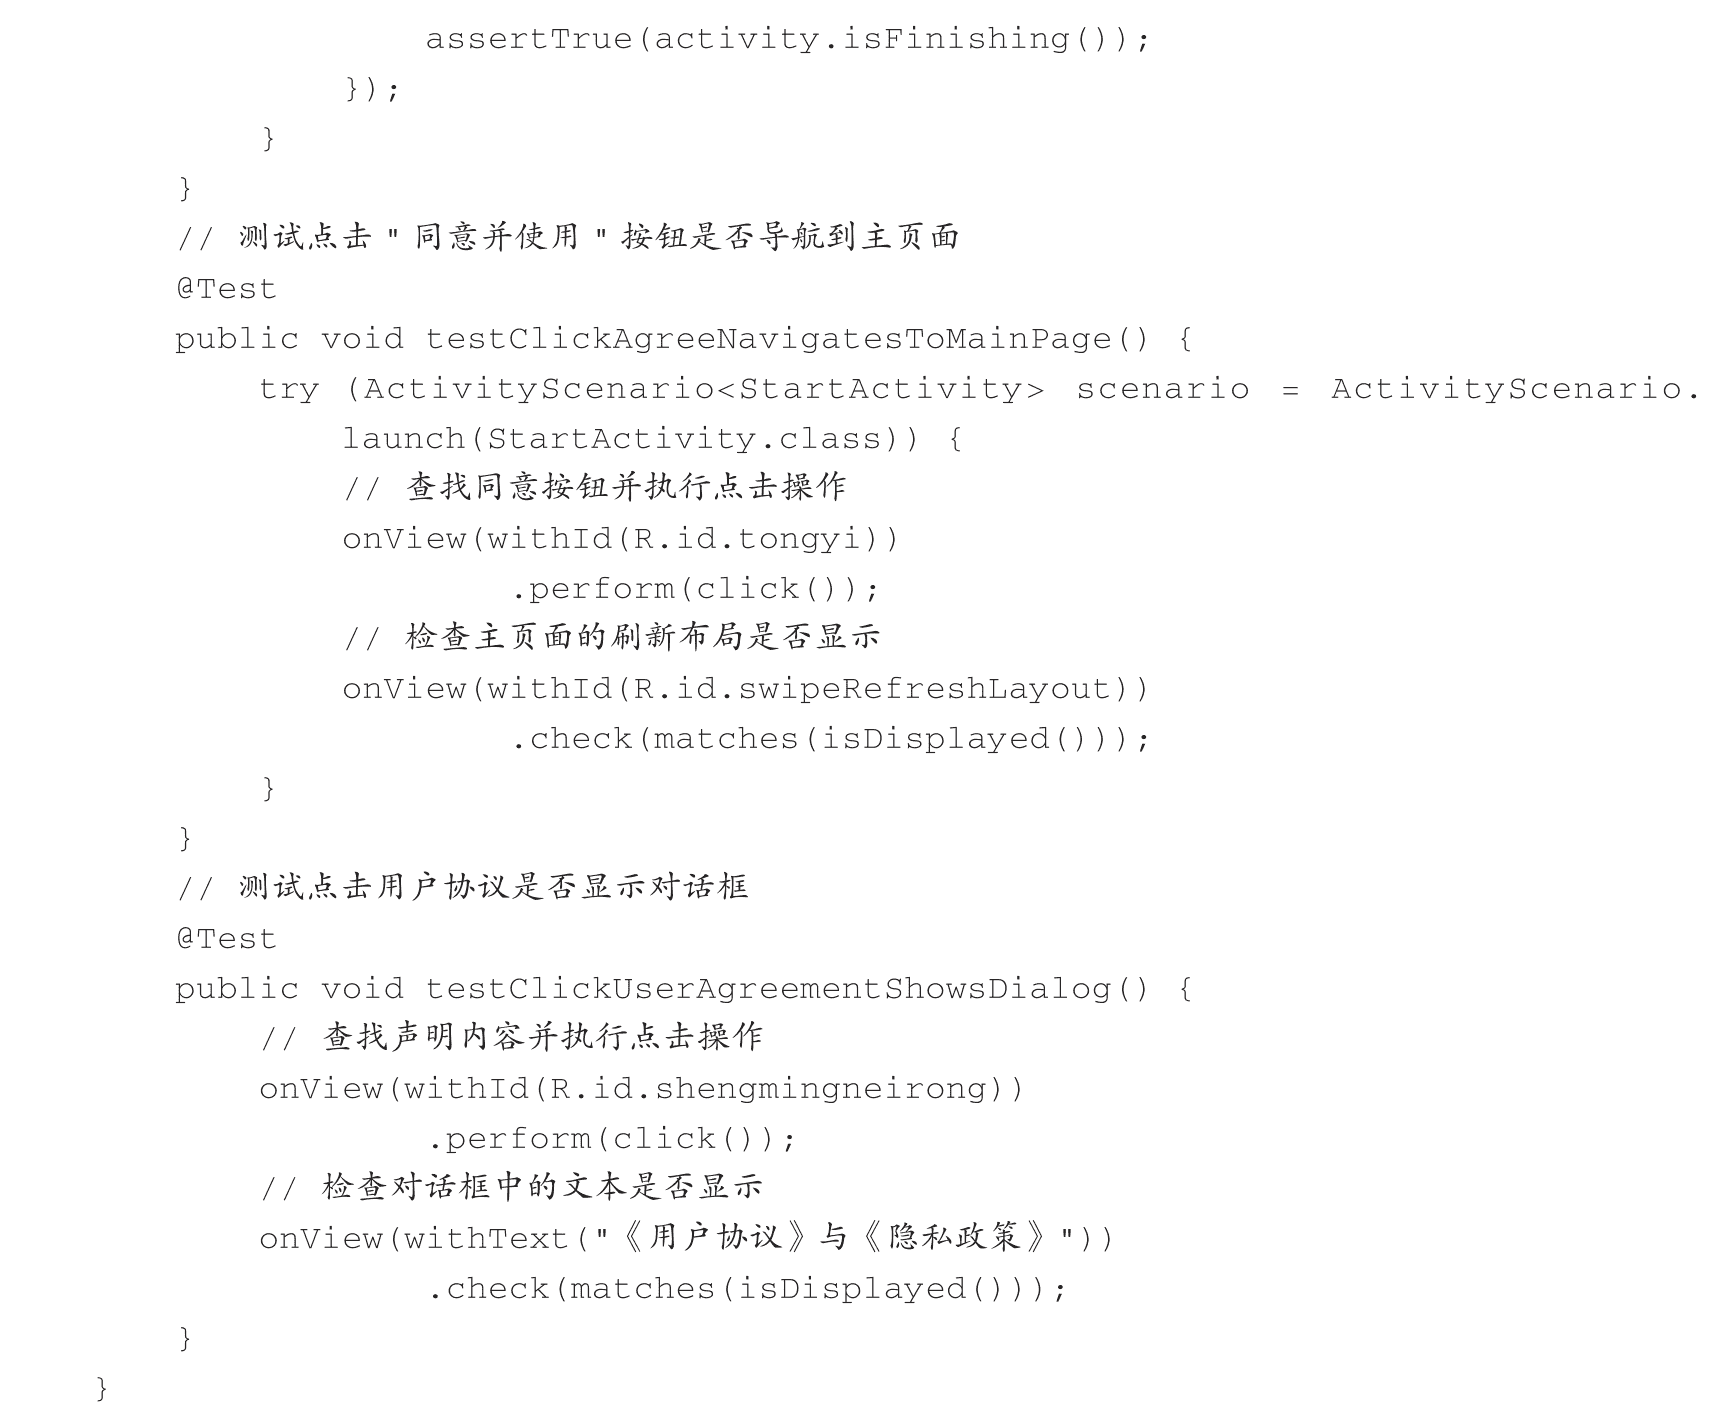 assertTrue(activity.isFinishing());
            });
        }
    }
    // 测试点击"同意并使用"按钮是否导航到主页面
    @Test
    public void testClickAgreeNavigatesToMainPage() {
        try (ActivityScenario<StartActivity> scenario = ActivityScenario.
            launch(StartActivity.class)) {
            // 查找同意按钮并执行点击操作
            onView(withId(R.id.tongyi))
                    .perform(click());
            // 检查主页面的刷新布局是否显示
            onView(withId(R.id.swipeRefreshLayout))
                    .check(matches(isDisplayed()));
        }
    }
    // 测试点击用户协议是否显示对话框
    @Test
    public void testClickUserAgreementShowsDialog() {
        // 查找声明内容并执行点击操作
        onView(withId(R.id.shengmingneirong))
                .perform(click());
        // 检查对话框中的文本是否显示
        onView(withText("《用户协议》与《隐私政策》"))
                .check(matches(isDisplayed()));
    }
}